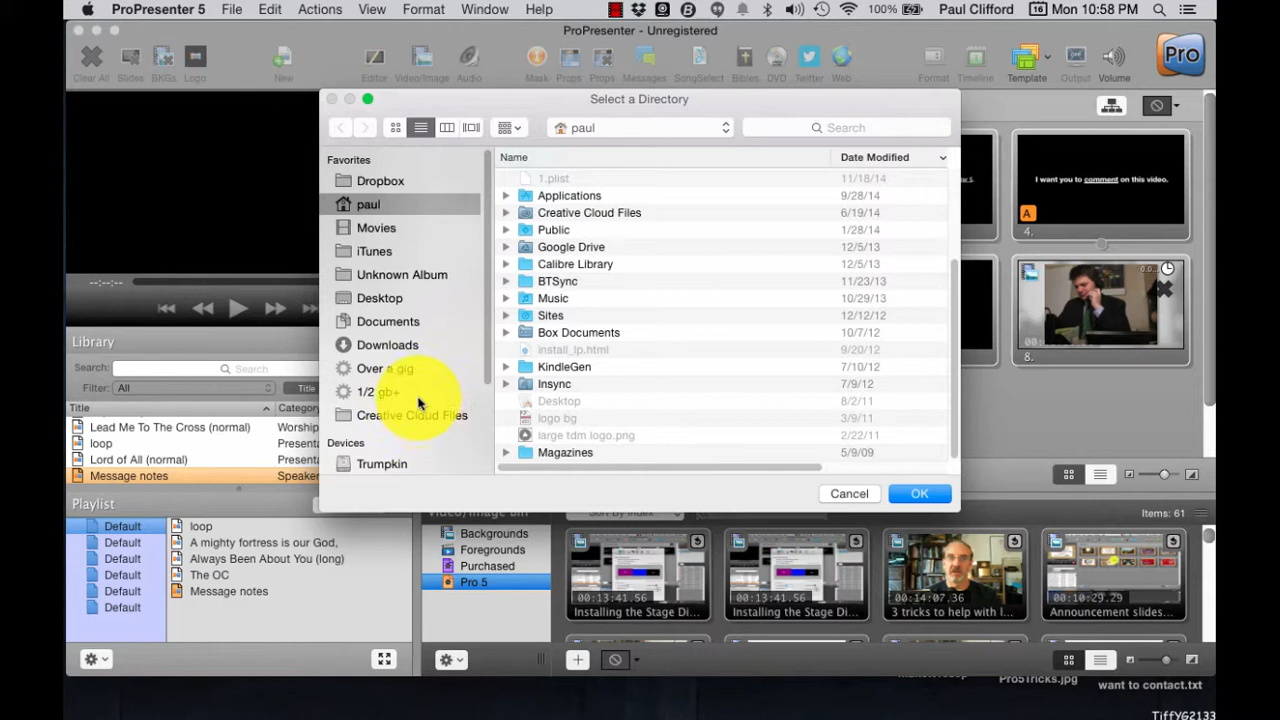 ProPresenter 5 File Edit Actions View Format Window Help 100% Paul Clifford 16 Mon 10:58 PM
ProPresenter - Unregistered
Clear All Slides BKGs Logo New Editor Video/Image Audio Mask Props Props Messages SongSelect Bibles DVD Twitter Web... Format Timeline Template Output Volume
Pro
Select a Directory
paul
Search
Favorites
Dropbox
paul
Movies
iTunes
Unknown Album
Desktop
Documents
Downloads
Over a gig
1/2 gb+
Creative Cloud Files
Devices
Trumpkin
Name Date Modified
1.plist 11/18/14
Applications 9/28/14
Creative Cloud Files 6/19/14
Public 1/28/14
Google Drive 12/5/13
Calibre Library 12/5/13
BTSync 11/23/13
Music 10/29/13
Sites 12/12/12
Box Documents 10/7/12
install_lp.html 9/20/12
KindleGen 7/10/12
Insync 7/9/12
Desktop 8/2/11
logo bg 3/9/11
large tdm logo.png 2/22/11
Magazines 5/9/09
Cancel OK
I want you to comment on this video.
A
4.
8.
--:--:--
Library
Search: Search
Filter: All Title
Title Category
Lead Me To The Cross (normal) Worship
loop Presenta
Lord of All (normal) Presenta
Message notes Speaker
Playlist
Default
Default
Default
Default
Default
Default
loop
A mighty fortress is our God,
Always Been About You (long)
The OC
Message notes
Video/Image Bin
Sort By Index
Items: 61
Backgrounds
Foregrounds
Purchased
Pro 5
00:13:41.56
Installing the Stage Di...
00:13:41.56
Installing the Stage Di...
00:14:07.36
3 tricks to help with l...
00:10:29.29
Announcement slides...
Pro5Tricks.jpg
want to contact.txt
TiffyG2133